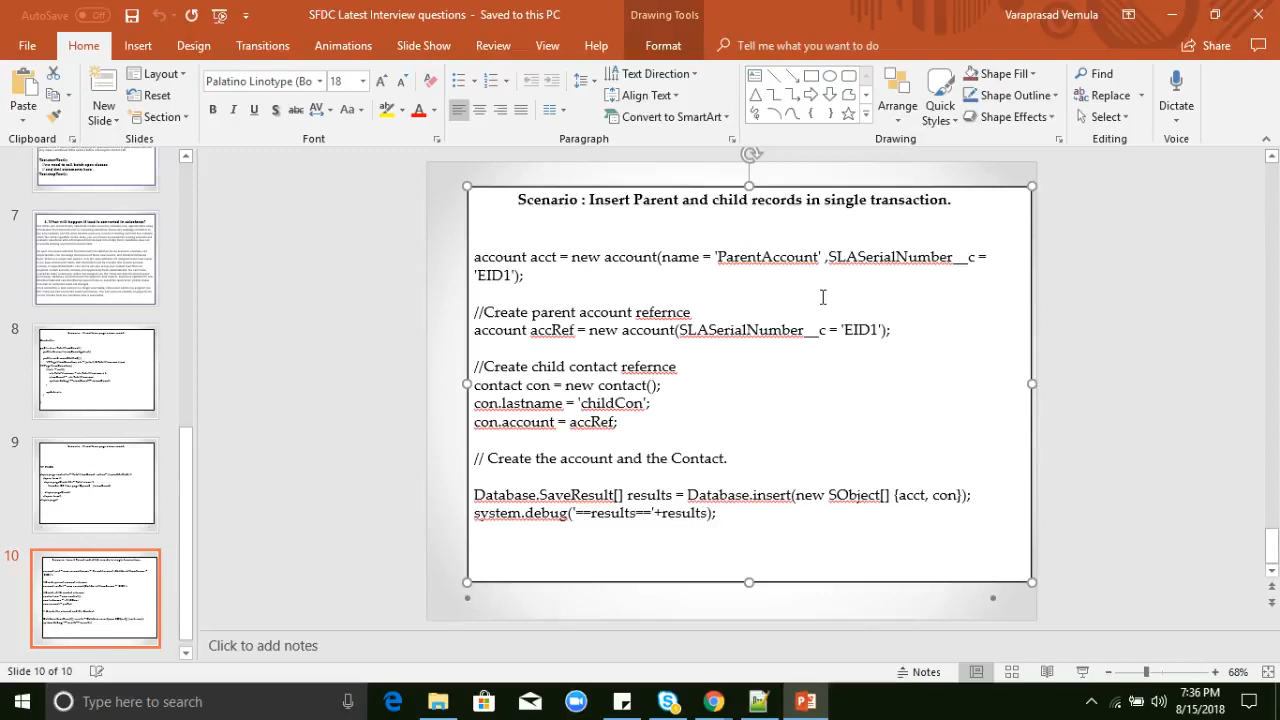 AutoSave Off
SFDC Latest Interview questions - Saved to this PC
Drawing Tools
Varaprasad Vemula
File Home Insert Design Transitions Animations Slide Show Review View Help Format Tell me what you want to do Share
Paste
Clipboard
New
Slide
Layout
Reset
Section
Slides
Palatino Linotype (Bo 18
B I U S abc AV Aa A
Font
Text Direction
Align Text
Convert to SmartArt
Paragraph
Arrange
Quick
Styles
Shape Fill
Shape Outline
Shape Effects
Drawing
Find
Replace
Select
Editing
Dictate
Voice
7
8
9
10
Scenario : Insert Parent and child records in single transaction.
account acct = new account(name = 'ParentAccount' ,SLASerialNumber__c =
'EID1');
//Create parent account refernce
account accRef = new account(SLASerialNumber__c = 'EID1');
//Create child contact refernce
contact con = new contact();
con.lastname = 'childCon';
con.account = accRef;
// Create the account and the Contact.
Database.SaveResult[] results = Database.insert(new SObject[] {acct, con});
system.debug('==results=='+results);
Click to add notes
Slide 10 of 10
Notes
68%
Type here to search
7:36 PM
8/15/2018